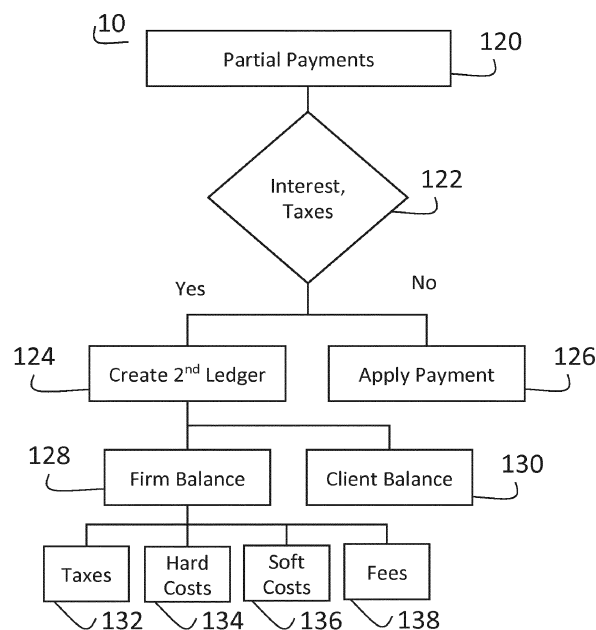 10
Partial Payments
120
Interest,
Taxes
122
Yes
No
124
Create 2nd Ledger
Apply Payment
126
128
Firm Balance
Client Balance
130
Taxes
Hard
Costs
Soft
Costs
Fees
132
134
136
138